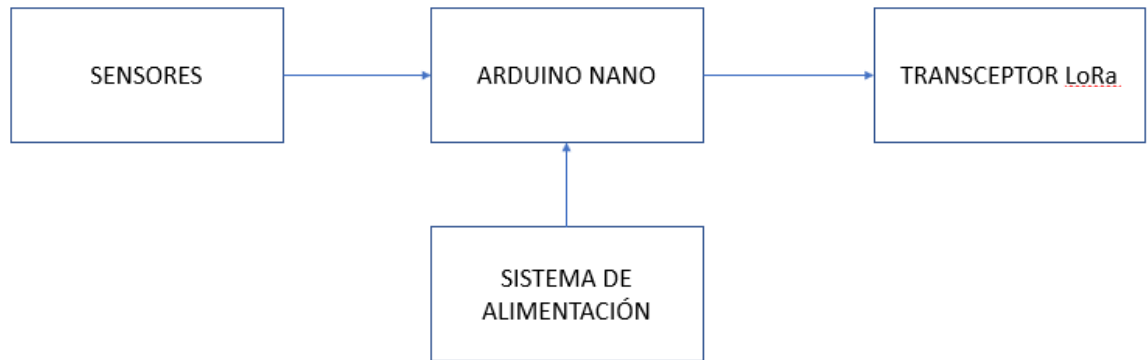 SENSORES
ARDUINO NANO
TRANSCEPTOR LoRa
SISTEMA DE
ALIMENTACIÓN